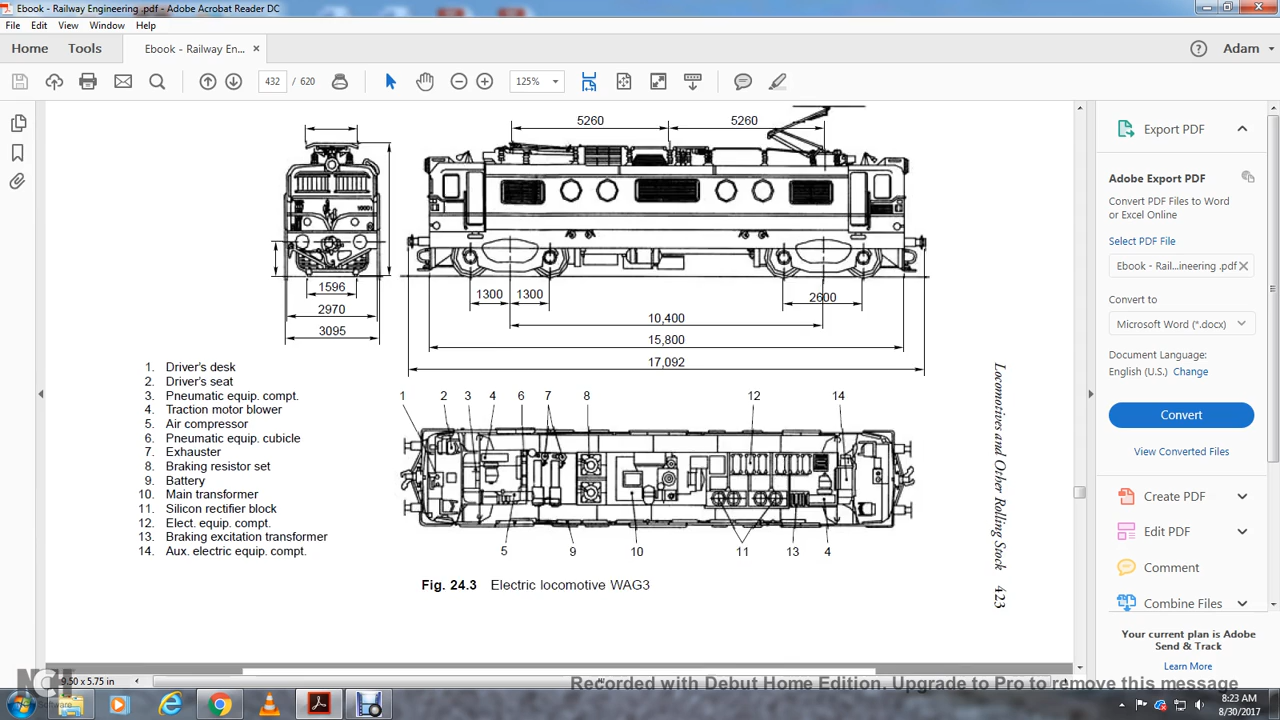 Ebook - Railway Engineering .pdf - Adobe Acrobat Reader DC
File Edit View Window Help
Home Tools Ebook - Railway En... × Adam
432 / 620 125%
5260 5260
1596 1300 1300 2600
2970 10,400
3095 15,800
17,092
1. Driver's desk
2. Driver's seat
3. Pneumatic equip. compt.
4. Traction motor blower
5. Air compressor
6. Pneumatic equip. cubicle
7. Exhauster
8. Braking resistor set
9. Battery
10. Main transformer
11. Silicon rectifier block
12. Elect. equip. compt.
13. Braking excitation transformer
14. Aux. electric equip. compt.
1 2 3 4 6 7 8 12 14
5 9 10 11 13 4
Fig. 24.3 Electric locomotive WAG3
Locomotives and Other Rolling Stock 423
Export PDF
Adobe Export PDF
Convert PDF Files to Word
or Excel Online
Select PDF File
Ebook - Rail...ineering .pdf
Convert to
Microsoft Word (*.docx)
Document Language:
English (U.S.) Change
Convert
View Converted Files
Create PDF
Edit PDF
Comment
Combine Files
Your current plan is Adobe
Send & Track
Learn More
9.50 x 5.75 in
Recorded with Debut Home Edition. Upgrade to Pro to remove this message
NCH
Software
8:23 AM
8/30/2017